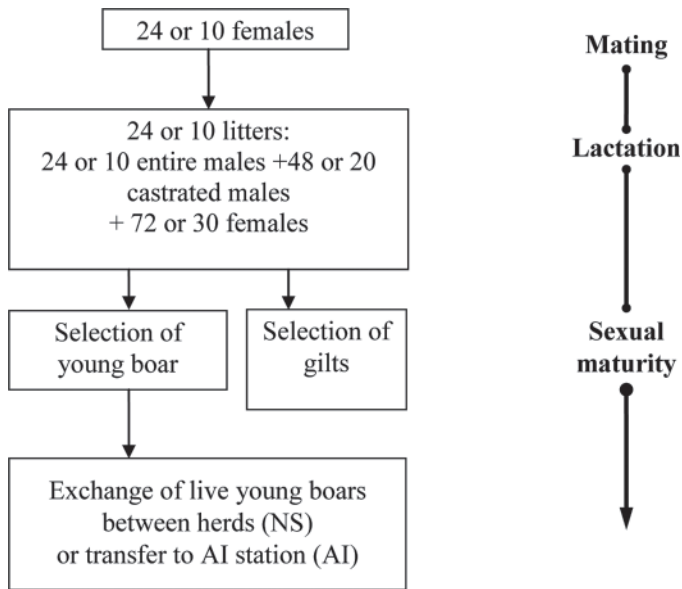 24 or 10 females
24 or 10 litters:
24 or 10 entire males +48 or 20
castrated males
+ 72 or 30 females
Selection of
young boar
Selection of
gilts
Exchange of live young boars
between herds (NS)
or transfer to AI station (AI)
Mating
Lactation
Sexual
maturity